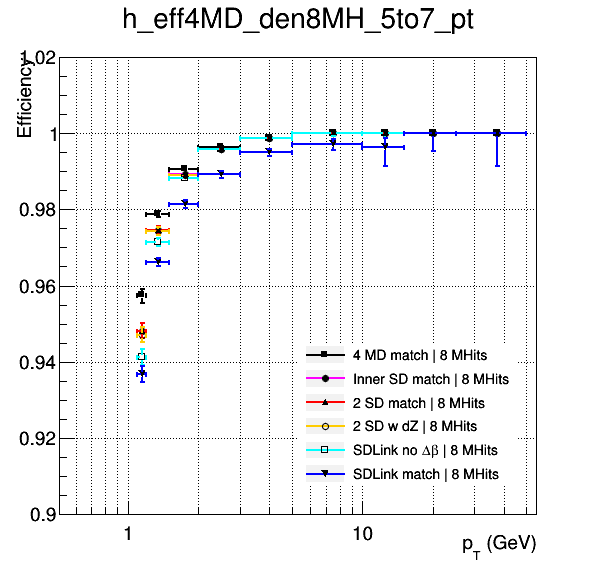 h_eff4MD_den8MH_5to7_pt
Efficiency
1.02
1
0.98
0.96
0.94
0.92
0.9
4 MD match | 8 MHits
Inner SD match | 8 MHits
2 SD match | 8 MHits
2 SD w dZ | 8 MHits
SDLink no Δβ | 8 MHits
SDLink match | 8 MHits
1
10
p_T (GeV)